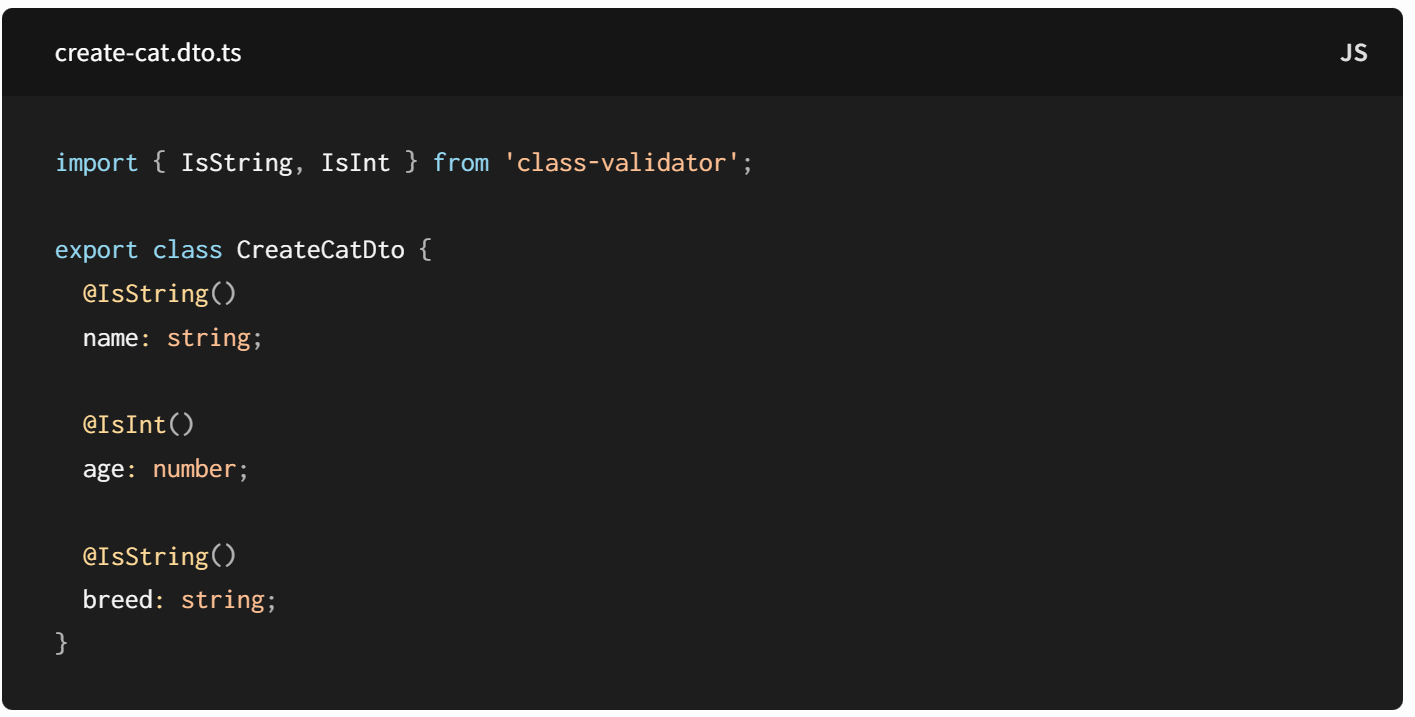 create-cat.dto.ts
JS
import { IsString, IsInt } from 'class-validator';
export class CreateCatDto {
  @IsString()
  name: string;
  @IsInt()
  age: number;
  @IsString()
  breed: string;
}